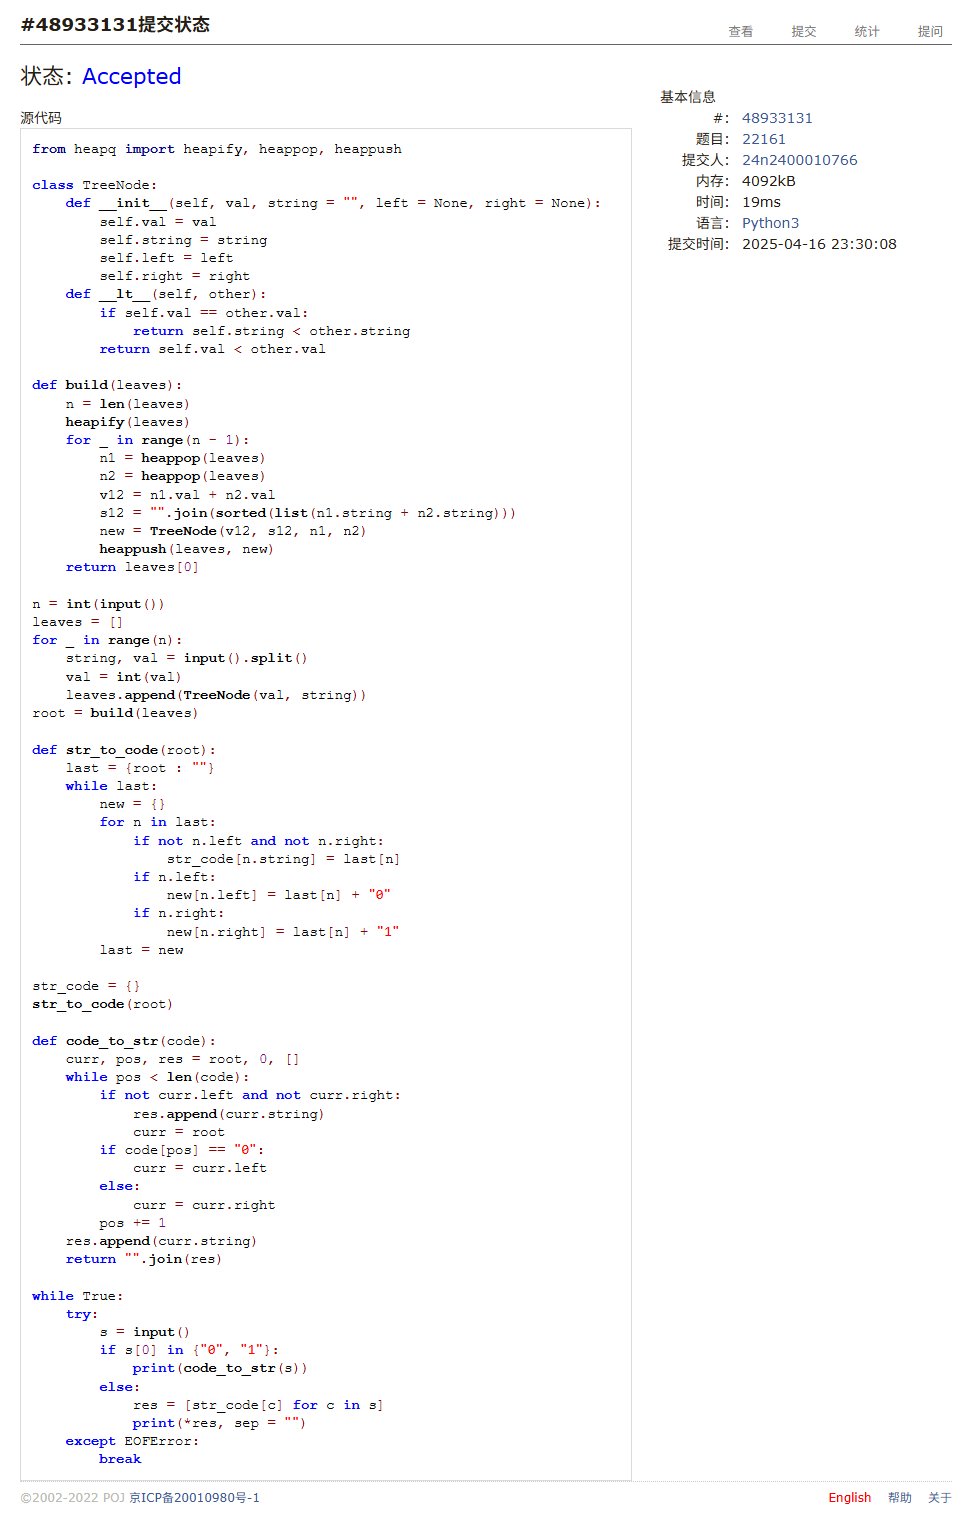 #48933131提交状态
查看 提交 统计 提问
状态: Accepted
源代码
from heapq import heapify, heappop, heappush

class TreeNode:
    def __init__(self, val, string = "", left = None, right = None):
        self.val = val
        self.string = string
        self.left = left
        self.right = right
    def __lt__(self, other):
        if self.val == other.val:
            return self.string < other.string
        return self.val < other.val

def build(leaves):
    n = len(leaves)
    heapify(leaves)
    for _ in range(n - 1):
        n1 = heappop(leaves)
        n2 = heappop(leaves)
        v12 = n1.val + n2.val
        s12 = "".join(sorted(list(n1.string + n2.string)))
        new = TreeNode(v12, s12, n1, n2)
        heappush(leaves, new)
    return leaves[0]

n = int(input())
leaves = []
for _ in range(n):
    string, val = input().split()
    val = int(val)
    leaves.append(TreeNode(val, string))
root = build(leaves)

def str_to_code(root):
    last = {root : ""}
    while last:
        new = {}
        for n in last:
            if not n.left and not n.right:
                str_code[n.string] = last[n]
            if n.left:
                new[n.left] = last[n] + "0"
            if n.right:
                new[n.right] = last[n] + "1"
        last = new

str_code = {}
str_to_code(root)

def code_to_str(code):
    curr, pos, res = root, 0, []
    while pos < len(code):
        if not curr.left and not curr.right:
            res.append(curr.string)
            curr = root
        if code[pos] == "0":
            curr = curr.left
        else:
            curr = curr.right
        pos += 1
    res.append(curr.string)
    return "".join(res)

while True:
    try:
        s = input()
        if s[0] in {"0", "1"}:
            print(code_to_str(s))
        else:
            res = [str_code[c] for c in s]
            print(*res, sep = "")
    except EOFError:
        break
基本信息
#: 48933131
题目: 22161
提交人: 24n2400010766
内存: 4092kB
时间: 19ms
语言: Python3
提交时间: 2025-04-16 23:30:08
©2002-2022 POJ 京ICP备20010980号-1
English 帮助 关于